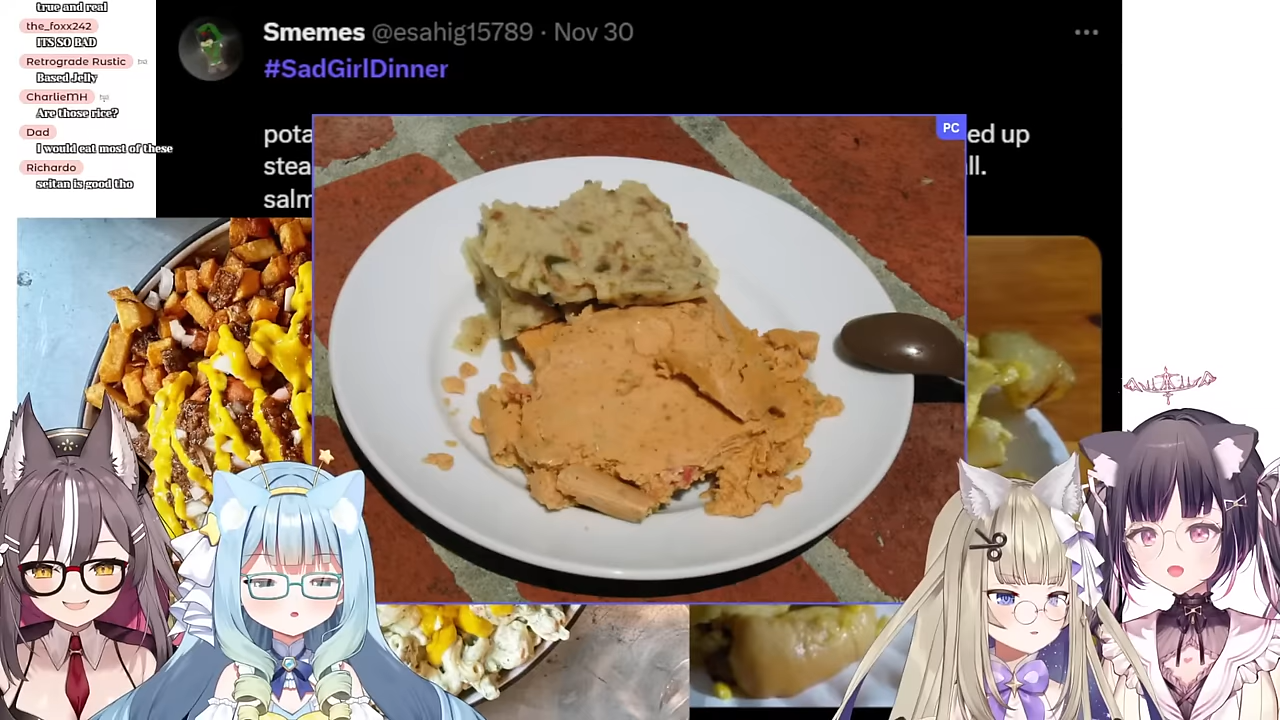 true and real
the_foxx242
ITS SO BAD
Retrograde Rustic
Based Jelly
CharlieMH
Are those rice?
Dad
I would eat most of these
Richardo
seitan is good tho
Smemes @esahig15789 · Nov 30
#SadGirlDinner
pota
ed up
stea
ll.
salm
PC